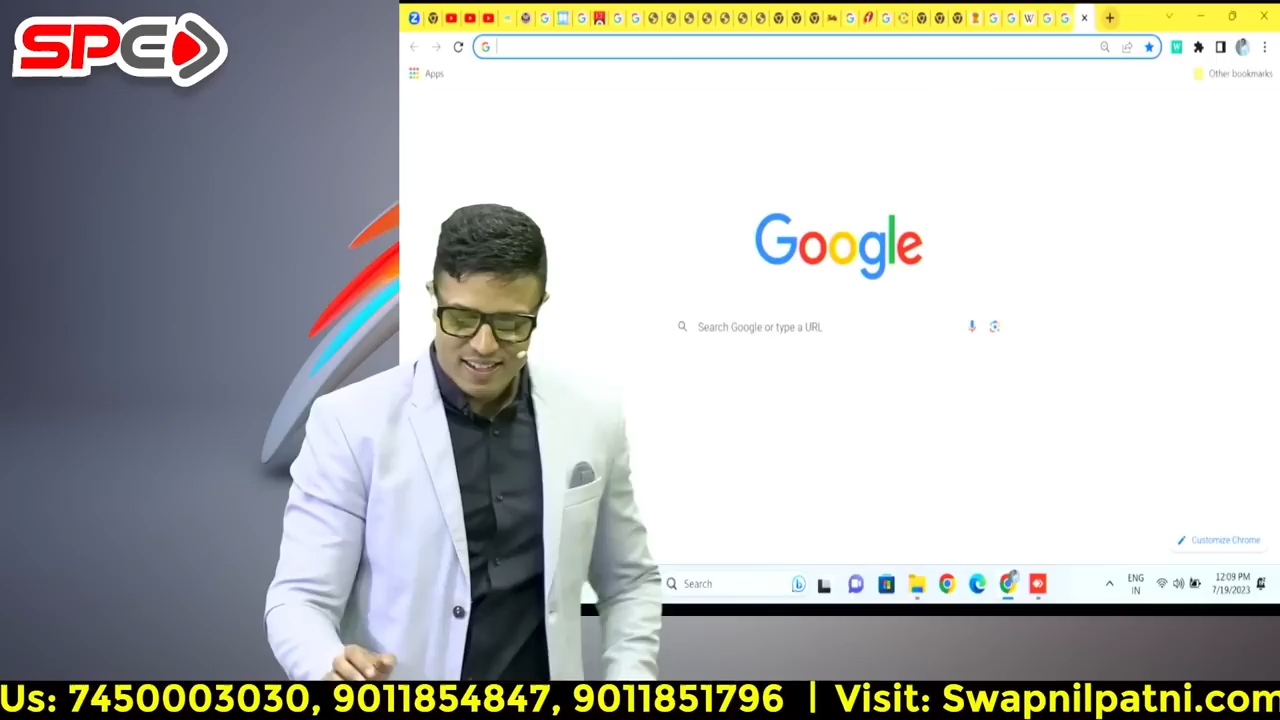 SPE
Apps
Other bookmarks
Google
Search Google or type a URL
Customize Chrome
Search
ENG
IN
12:09 PM
7/19/2023
Us: 7450003030, 9011854847, 9011851796 | Visit: Swapnilpatni.com